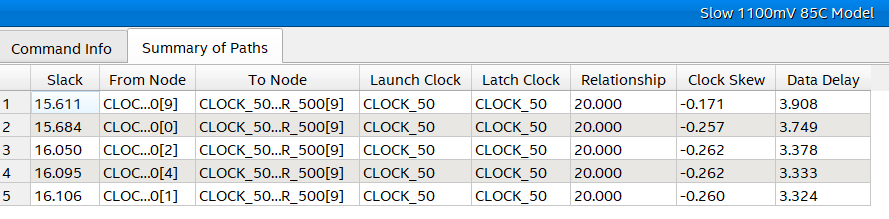 Slow 1100mV 85C Model
Command Info Summary of Paths
Slack From Node To Node Launch Clock Latch Clock Relationship Clock Skew Data Delay
1 15.611 CLOC...0[9] CLOCK_50...R_500[9] CLOCK_50 CLOCK_50 20.000 -0.171 3.908
2 15.684 CLOC...0[0] CLOCK_50...R_500[9] CLOCK_50 CLOCK_50 20.000 -0.257 3.749
3 16.050 CLOC...0[2] CLOCK_50...R_500[9] CLOCK_50 CLOCK_50 20.000 -0.262 3.378
4 16.095 CLOC...0[4] CLOCK_50...R_500[9] CLOCK_50 CLOCK_50 20.000 -0.262 3.333
5 16.106 CLOC...0[1] CLOCK_50...R_500[9] CLOCK_50 CLOCK_50 20.000 -0.260 3.324